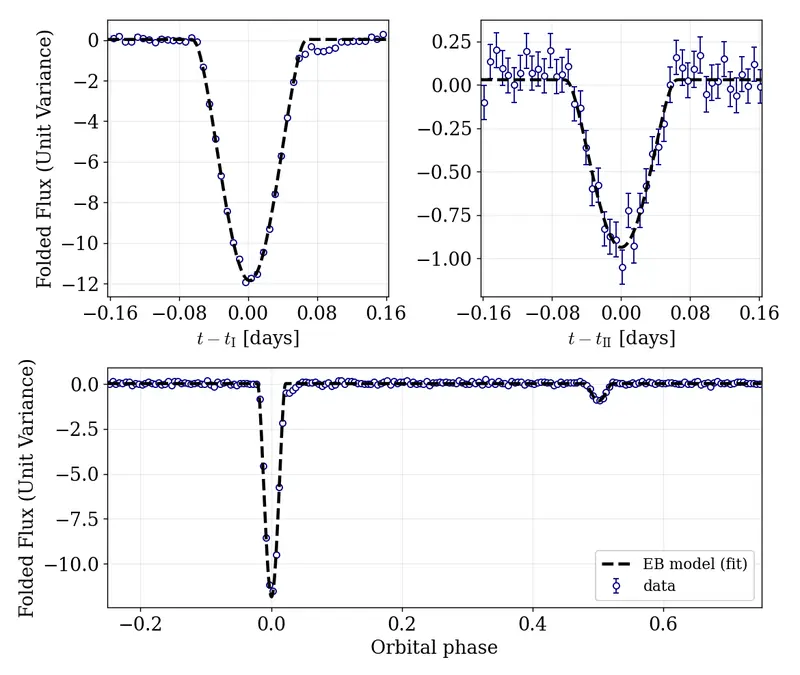 Folded Flux (Unit Variance)
0
−2
−4
−6
−8
−10
−12
−0.16 −0.08 0.00 0.08 0.16
t − tI [days]
0.25
0.00
−0.25
−0.50
−0.75
−1.00
−0.16 −0.08 0.00 0.08 0.16
t − tII [days]
Folded Flux (Unit Variance)
0.0
−2.5
−5.0
−7.5
−10.0
−0.2 0.0 0.2 0.4 0.6
Orbital phase
EB model (fit)
data